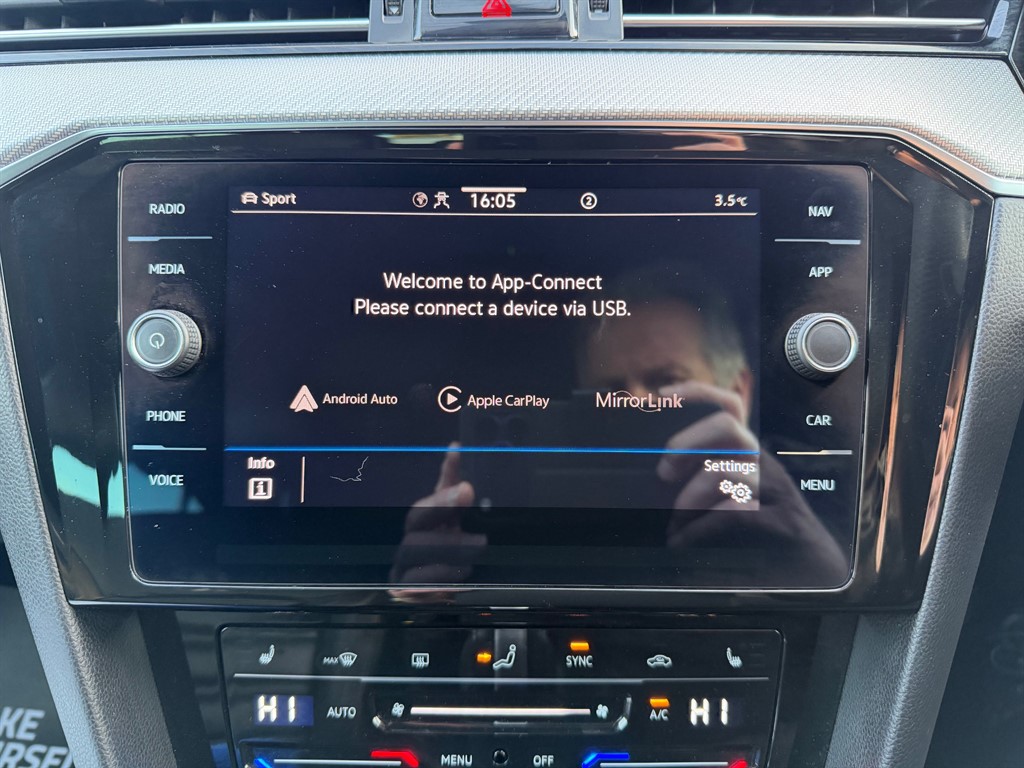 Sport
16:05
2
3.5°C
RADIO
MEDIA
PHONE
VOICE
NAV
APP
CAR
MENU
Welcome to App-Connect
Please connect a device via USB.
Android Auto
Apple CarPlay
MirrorLink
Info
i
Settings
MAX
SYNC
HI
AUTO
A/C
HI
MENU
OFF